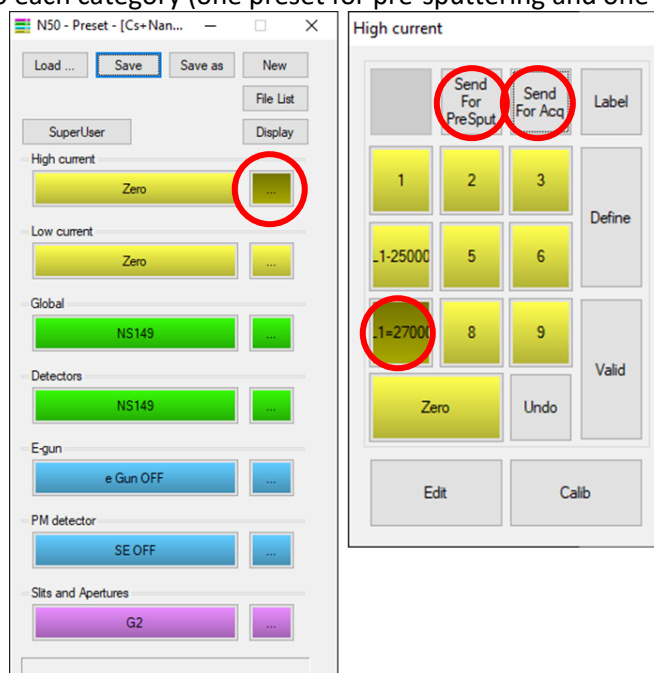 each category (one preset for pre-sputtering and one
N50 - Preset - [Cs+Nan...
Load ...
Save
Save as
New
File List
SuperUser
Display
High current
Zero
...
Low current
Zero
...
Global
NS149
...
Detectors
NS149
...
E-gun
e Gun OFF
...
PM detector
SE OFF
...
Slits and Apertures
G2
...
High current
Send
For
PreSput
Send
For Acq
Label
1
2
3
Define
_1-25000
5
6
.1=27000
8
9
Valid
Zero
Undo
Edit
Calib